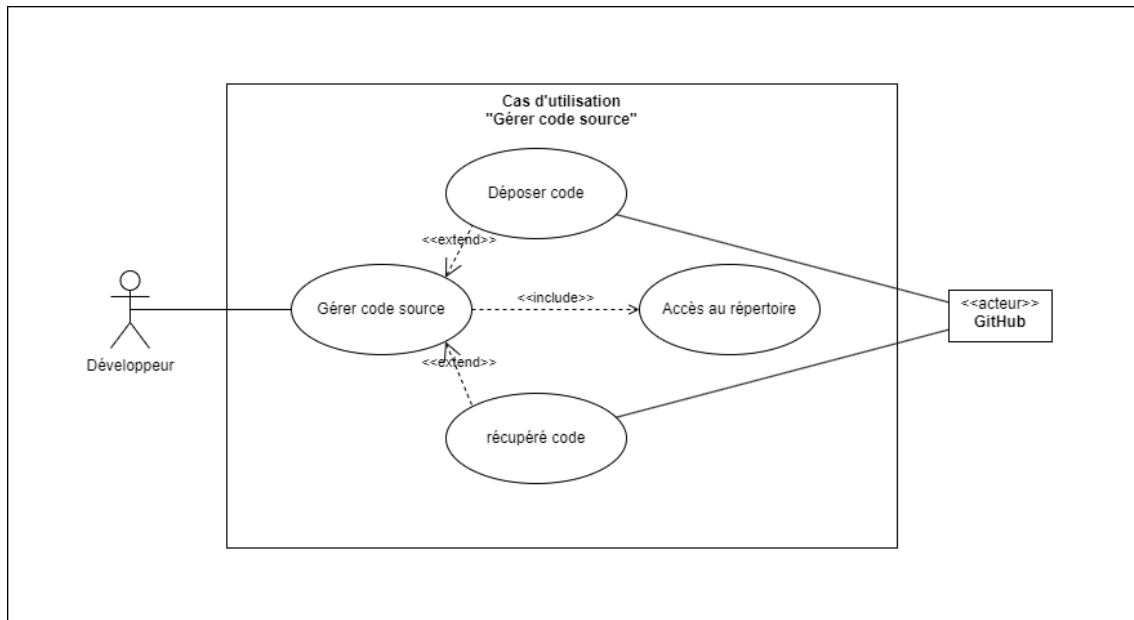 Cas d'utilisation
"Gérer code source"
Déposer code
<<extend>>
Gérer code source
<<include>>
Accès au répertoire
<<acteur>>
GitHub
Développeur
<<extend>>
récupéré code